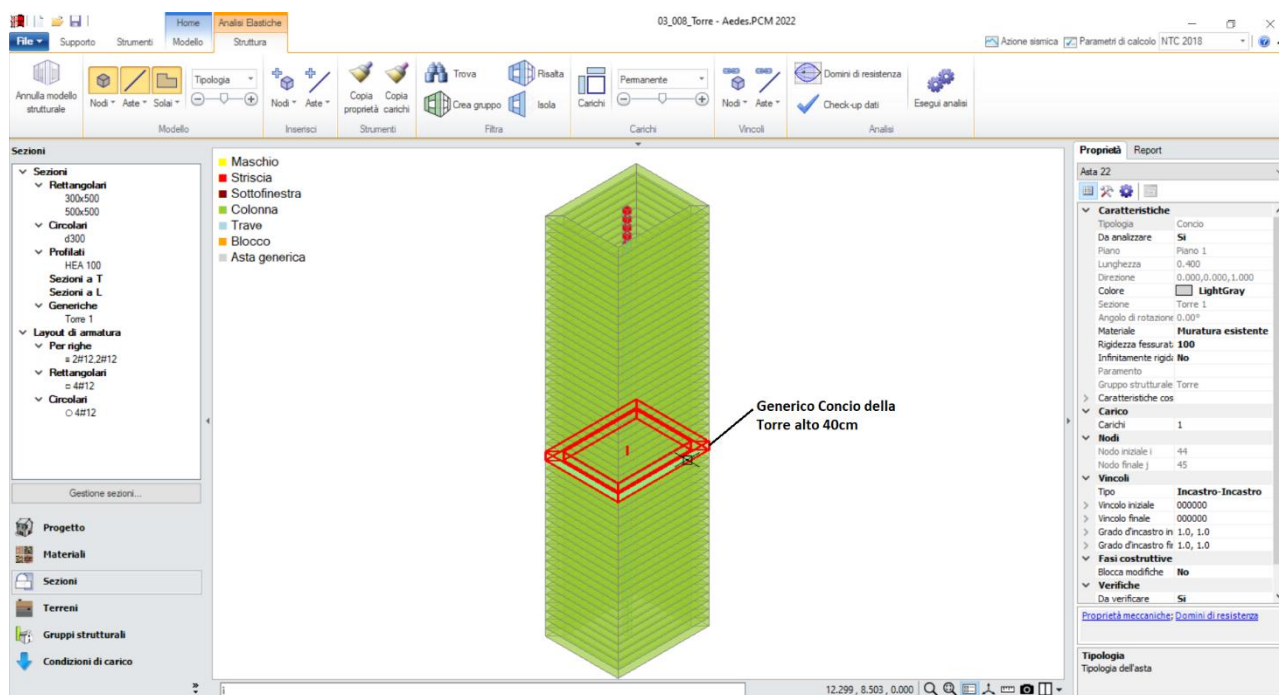 03_008_Torre - Aedes.PCM 2022
Home
Analisi Elastiche
File
Supporto
Strumenti
Modello
Struttura
Azione sismica
Parametri di calcolo
NTC 2018
Annulla modello
strutturale
Nodi
Aste
Solai
Tipologia
Modello
Nodi
Aste
Inserisci
Copia
proprietà
Copia
carichi
Strumenti
Trova
Crea gruppo
Risalta
Isola
Filtra
Carichi
Permanente
Carichi
Nodi
Aste
Vincoli
Domini di resistenza
Check-up dati
Esegui analisi
Analisi
Sezioni
Sezioni
Rettangolari
300x500
500x500
Circolari
d300
Profilati
HEA 100
Sezioni a T
Sezioni a L
Generiche
Torre 1
Layout di armatura
Per righe
2#12,2#12
Rettangolari
4#12
Circolari
4#12
Gestione sezioni...
Progetto
Materiali
Sezioni
Terreni
Gruppi strutturali
Condizioni di carico
Maschio
Striscia
Sottofinestra
Colonna
Trave
Blocco
Asta generica
Generico Concio della
Torre alto 40cm
Proprietà
Report
Asta 22
Caratteristiche
Tipologia Concio
Da analizzare Sì
Piano Piano 1
Lunghezza 0.400
Direzione 0.000,0.000,1.000
Colore LightGray
Sezione Torre 1
Angolo di rotazione 0.00°
Materiale Muratura esistente
Rigidezza fessurat 100
Infinitamente rigid No
Paramento
Gruppo strutturale Torre
Caratteristiche cos
Carico
Carichi 1
Nodi
Nodo iniziale i 44
Nodo finale j 45
Vincoli
Tipo Incastro-Incastro
Vincolo iniziale 000000
Vincolo finale 000000
Grado d'incastro in 1.0, 1.0
Grado d'incastro fir 1.0, 1.0
Fasi costruttive
Blocca modifiche No
Verifiche
Da verificare Sì
Proprietà meccaniche; Domini di resistenza
Tipologia
Tipologia dell'asta
12.299 , 8.503 , 0.000